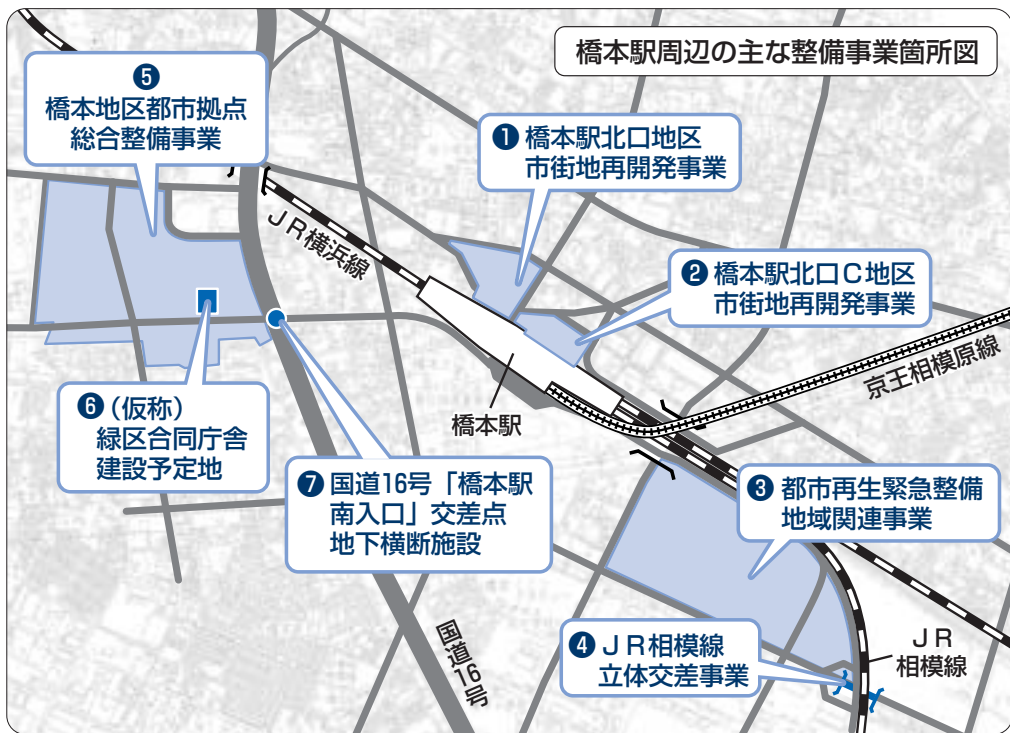 橋本駅周辺の主な整備事業箇所図
❺
橋本地区都市拠点
総合整備事業
❶ 橋本駅北口地区
市街地再開発事業
ＪＲ横浜線
❷ 橋本駅北口Ｃ地区
市街地再開発事業
京王相模原線
橋本駅
❻（仮称）
緑区合同庁舎
建設予定地
❼ 国道16号「橋本駅
南入口」交差点
地下横断施設
❸ 都市再生緊急整備
地域関連事業
国道16号
❹ ＪＲ相模線
立体交差事業
ＪＲ
相模線